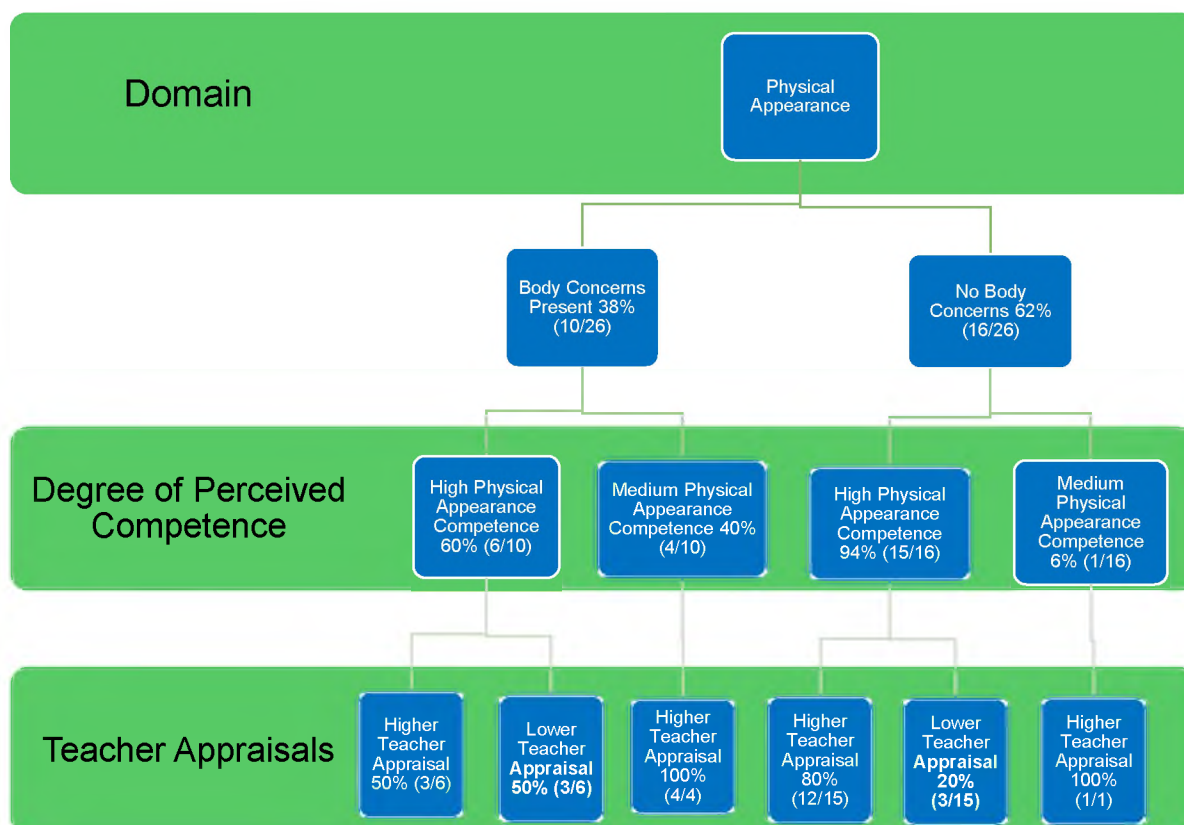 Domain
Physical
Appearance
Body Concerns
Present 38%
(10/26)
No Body
Concerns 62%
(16/26)
Degree of Perceived
Competence
High Physical
Appearance
Competence
60% (6/10)
Medium Physical
Appearance
Competence 40%
(4/10)
High Physical
Appearance
Competence
94% (15/16)
Medium
Physical
Appearance
Competence
6% (1/16)
Teacher Appraisals
Higher
Teacher
Appraisal
50% (3/6)
Lower
Teacher
Appraisal
50% (3/6)
Higher
Teacher
Appraisal
100%
(4/4)
Higher
Teacher
Appraisal
80%
(12/15)
Lower
Teacher
Appraisal
20%
(3/15)
Higher
Teacher
Appraisal
100%
(1/1)